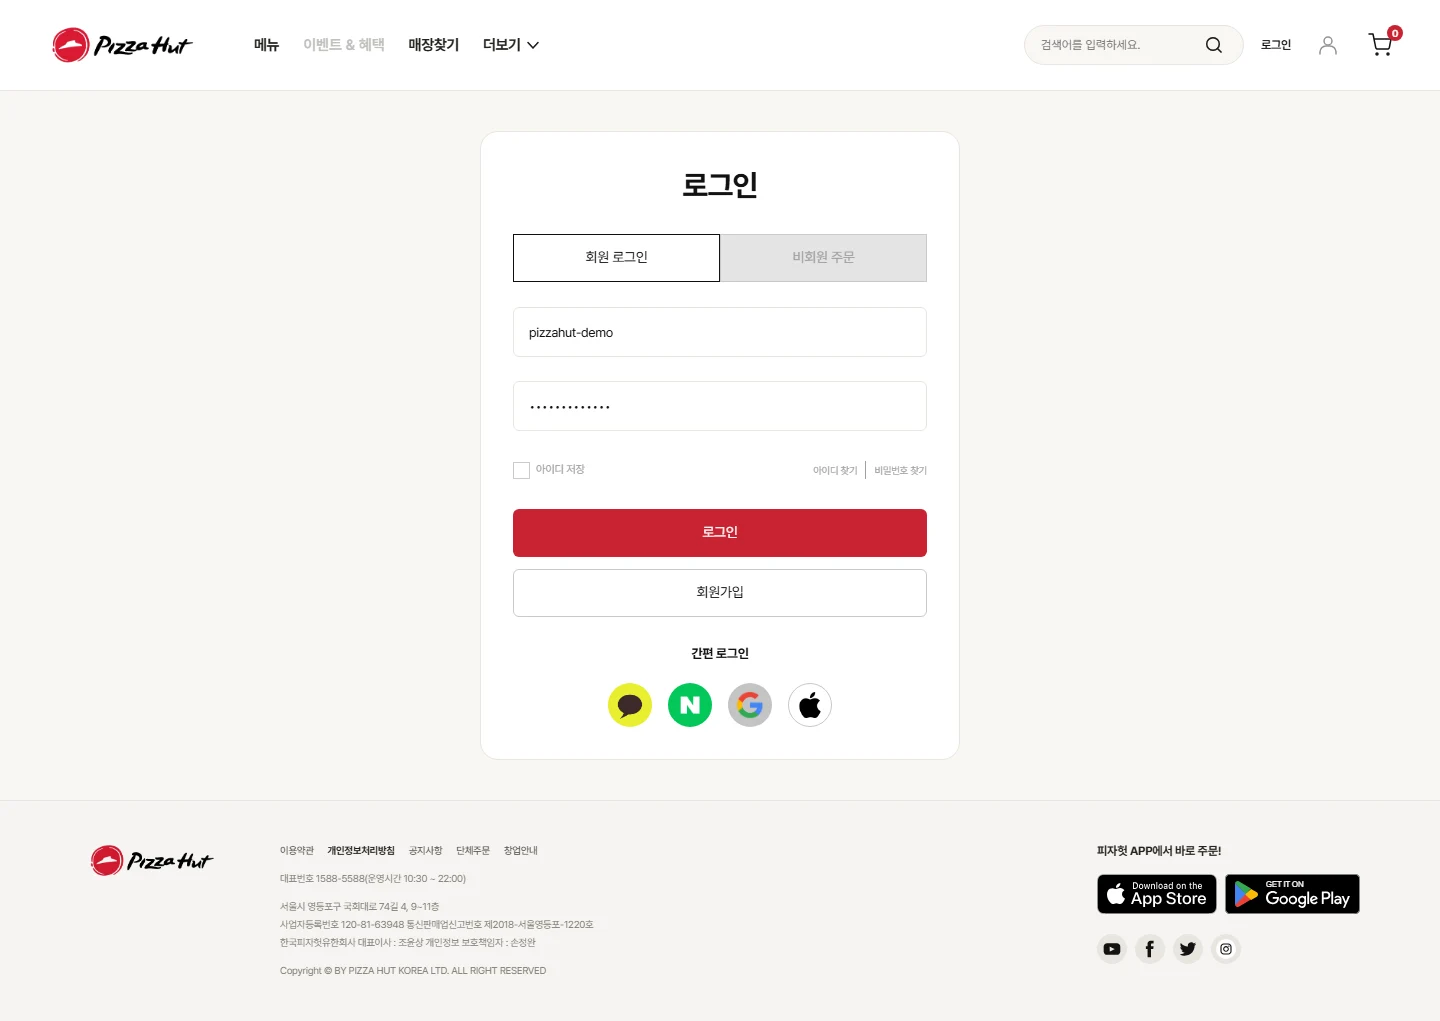 Pizza Hut
메뉴
이벤트 & 혜택
매장찾기
더보기
검색어를 입력하세요.
로그인
0
로그인
회원 로그인
비회원 주문
pizzahut-demo
•••••••••••••
아이디 저장
아이디 찾기
비밀번호 찾기
로그인
회원가입
간편 로그인
N
G
Pizza Hut
이용약관 개인정보처리방침 공지사항 단체주문 창업안내
대표번호 1588-5588(운영시간 10:30 ~ 22:00)
서울시 영등포구 국회대로 74길 4, 9~11층
사업자등록번호 120-81-63948 통신판매업신고번호 제2018-서울영등포-1220호
한국피자헛유한회사 대표이사 : 조윤상 개인정보 보호책임자 : 손정완
Copyright © BY PIZZA HUT KOREA LTD. ALL RIGHT RESERVED
피자헛 APP에서 바로 주문!
Download on the
App Store
GET IT ON
Google Play